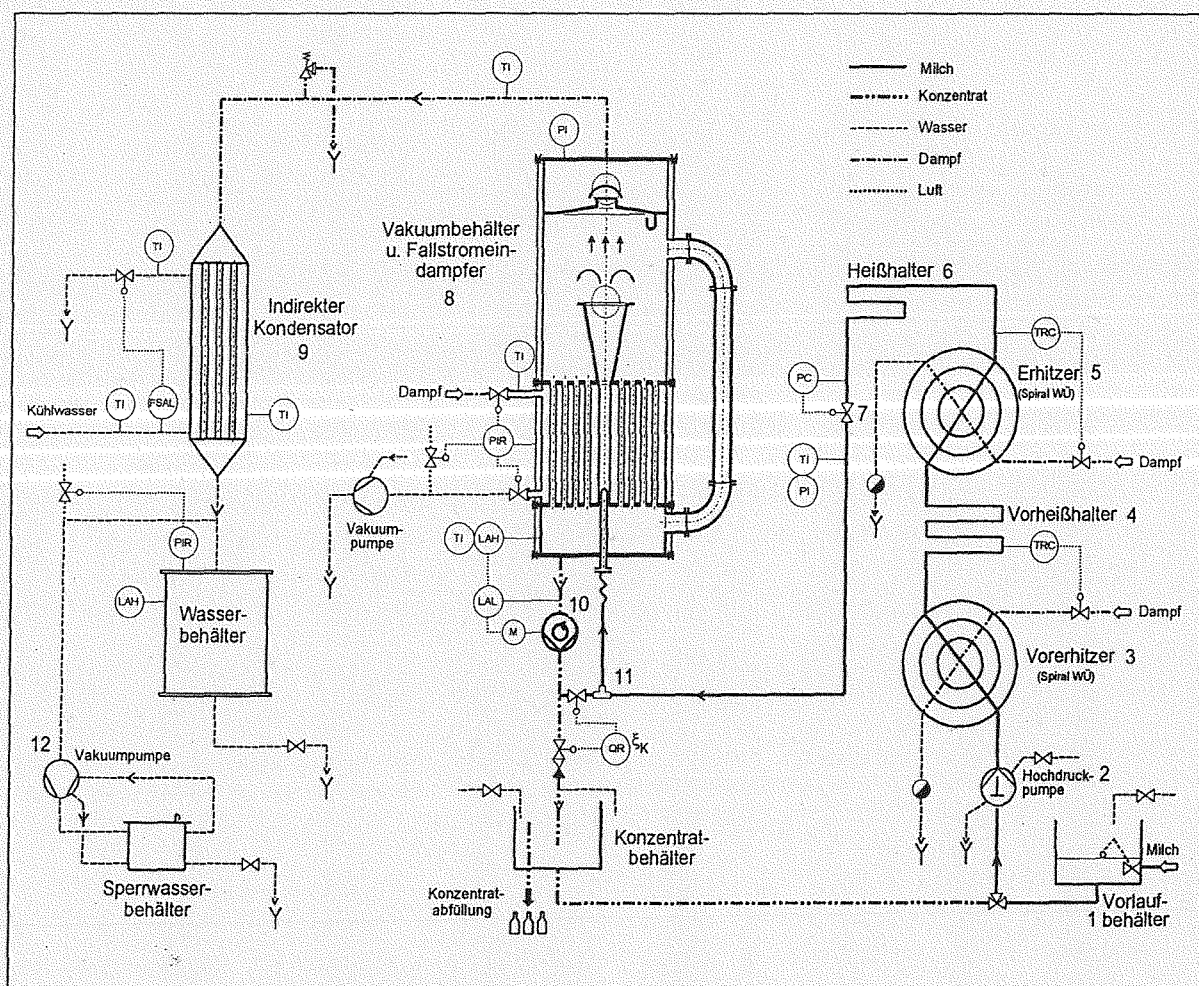 TI
Milch
Konzentrat
Wasser
Dampf
Luft
PI
Vakuumbehälter
u. Fallstromein-
dampfer
8
TI
Indirekter
Kondensator
9
Heißhalter 6
TRC
Erhitzer 5
(Spiral WÜ)
TI
Dampf
PC
7
Kühlwasser
TI
FSAL
TI
PIR
TI
PI
Dampf
Vakuum-
pumpe
Vorheißhalter 4
TRC
TI
LAH
PIR
LAH
LAL
10
M
Dampf
Wasser-
behälter
Vorerhitzer 3
(Spiral WÜ)
11
QR
ξK
12
Vakuumpumpe
Hochdruck- 2
pumpe
Milch
Konzentrat-
behälter
Sperrwasser-
behälter
Konzentrat-
abfüllung
Vorlauf-
1 behälter